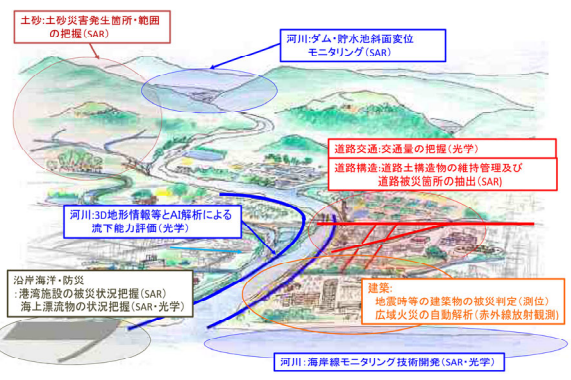 土砂:土砂災害発生箇所・範囲
の把握(SAR)
河川:ダム・貯水池斜面変位
モニタリング(SAR)
道路交通:交通量の把握(光学)
道路構造:道路土構造物の維持管理及び
道路被災箇所の抽出(SAR)
河川:3D地形情報等とAI解析による
流下能力評価(光学)
沿岸海洋・防災
:港湾施設の被災状況把握(SAR)
海上漂流物の状況把握(SAR・光学)
建築:
地震時等の建築物の被災判定(測位)
広域火災の自動解析(赤外線放射観測)
河川:海岸線モニタリング技術開発(SAR・光学)